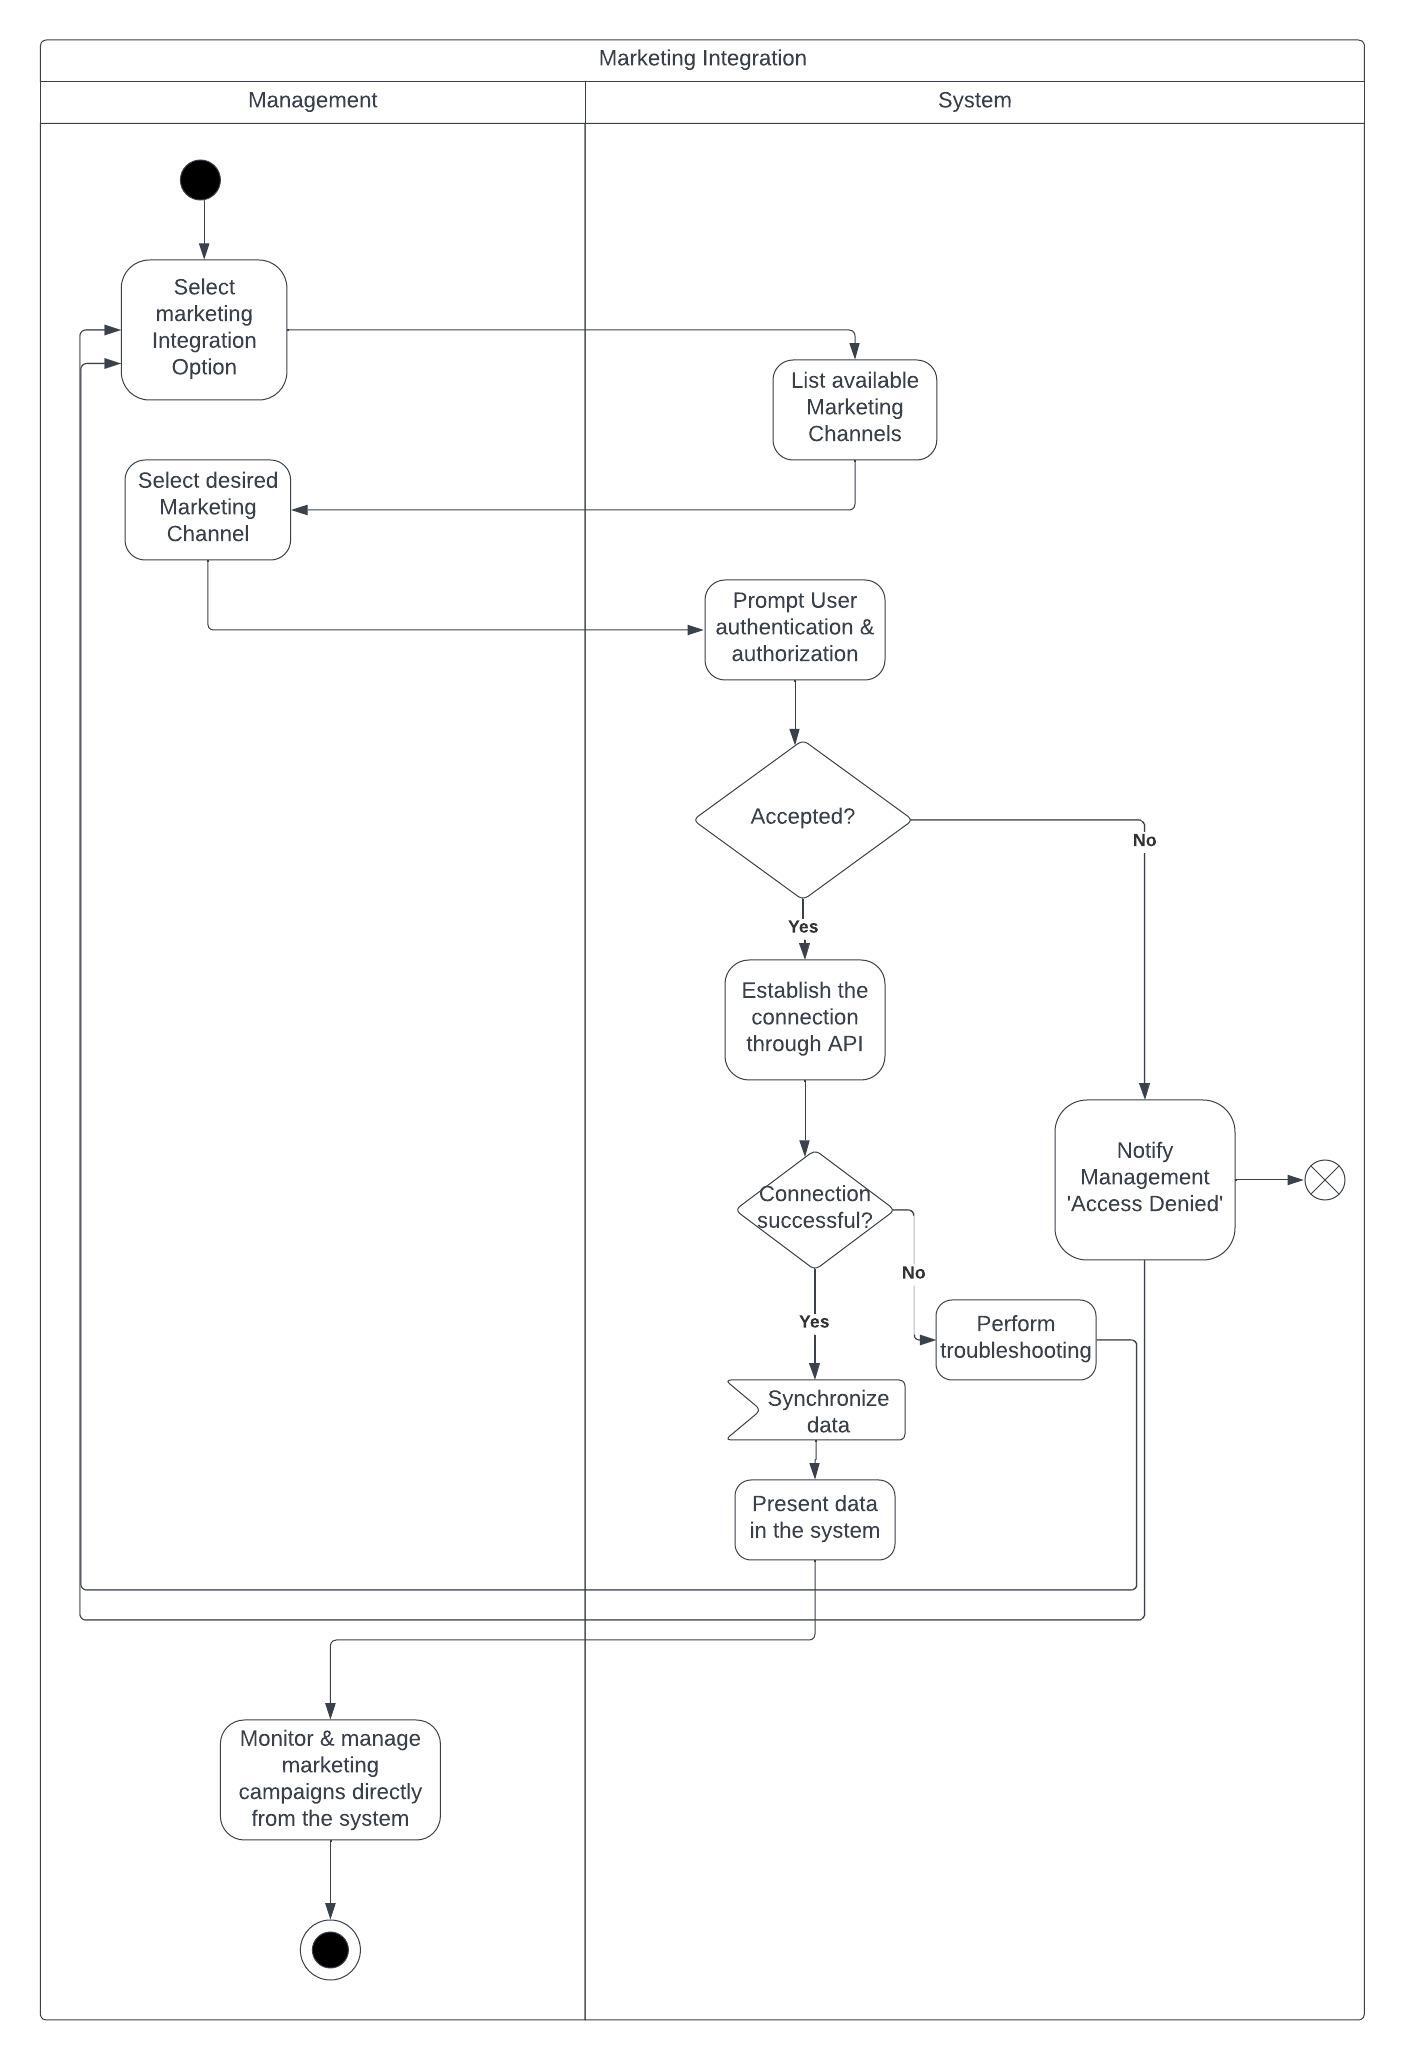 Marketing Integration
Management
System
Select
marketing
Integration
Option
List available
Marketing
Channels
Select desired
Marketing
Channel
Prompt User
authentication &
authorization
Accepted?
No
Yes
Establish the
connection
through API
Notify
Management
'Access Denied'
Connection
successful?
No
Yes
Perform
troubleshooting
Synchronize
data
Present data
in the system
Monitor & manage
marketing
campaigns directly
from the system